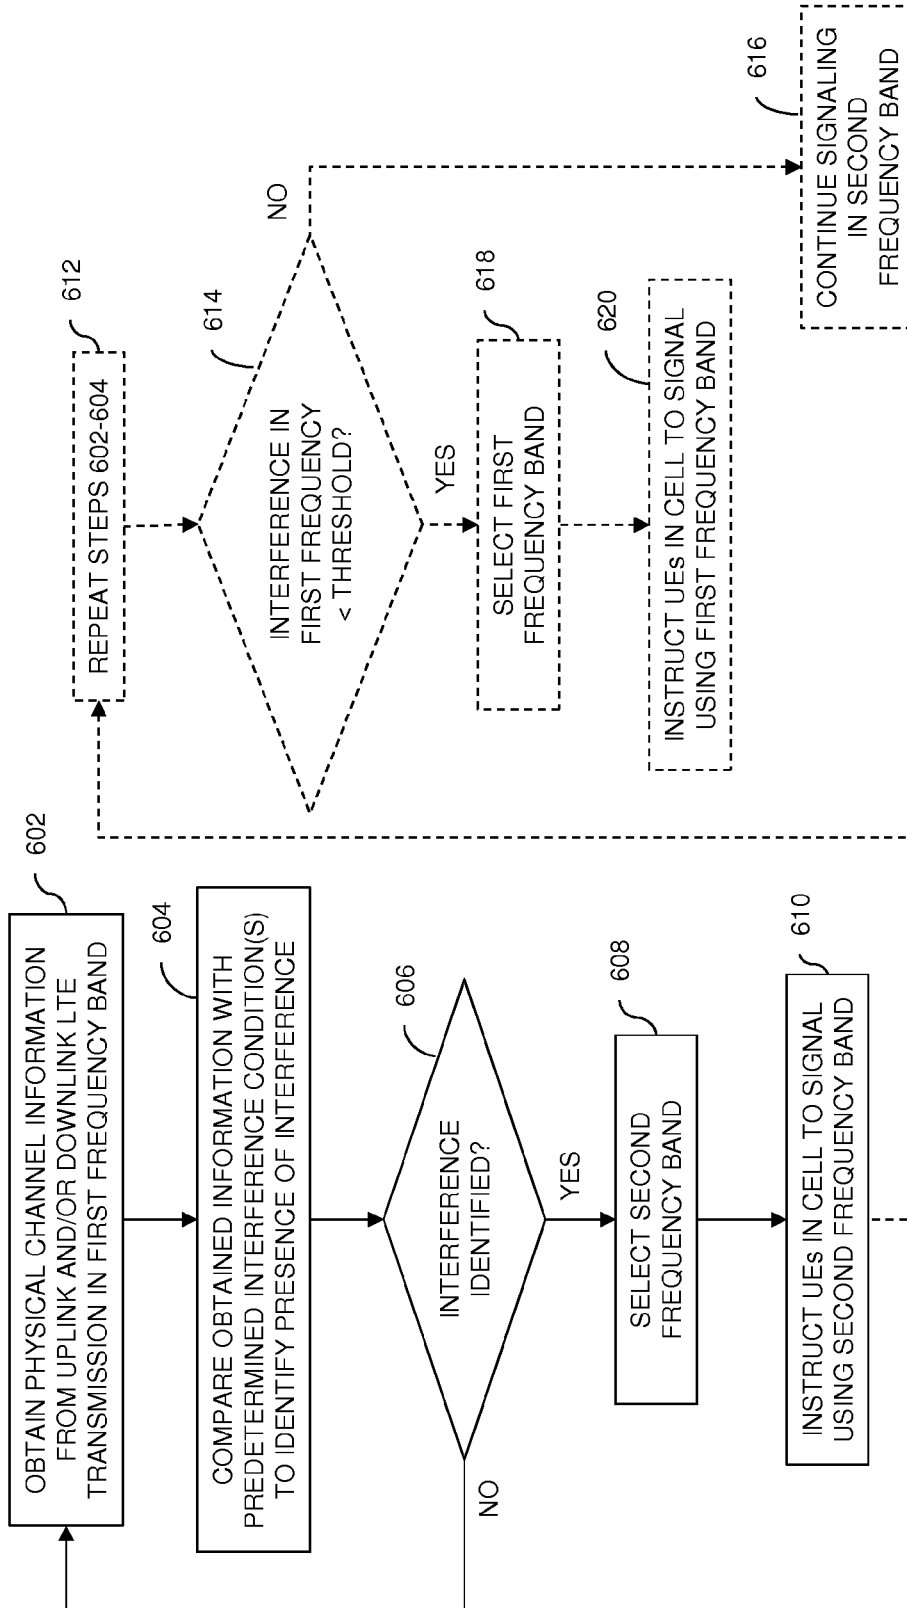 602
OBTAIN PHYSICAL CHANNEL INFORMATION
FROM UPLINK AND/OR DOWNLINK LTE
TRANSMISSION IN FIRST FREQUENCY BAND
604
COMPARE OBTAINED INFORMATION WITH
PREDETERMINED INTERFERENCE CONDITION(S)
TO IDENTIFY PRESENCE OF INTERFERENCE
606
INTERFERENCE
IDENTIFIED?
NO
YES
608
SELECT SECOND
FREQUENCY BAND
610
INSTRUCT UEs IN CELL TO SIGNAL
USING SECOND FREQUENCY BAND
612
REPEAT STEPS 602-604
614
INTERFERENCE IN
FIRST FREQUENCY
< THRESHOLD?
NO
YES
618
SELECT FIRST
FREQUENCY BAND
620
INSTRUCT UEs IN CELL TO SIGNAL
USING FIRST FREQUENCY BAND
616
CONTINUE SIGNALING
IN SECOND
FREQUENCY BAND